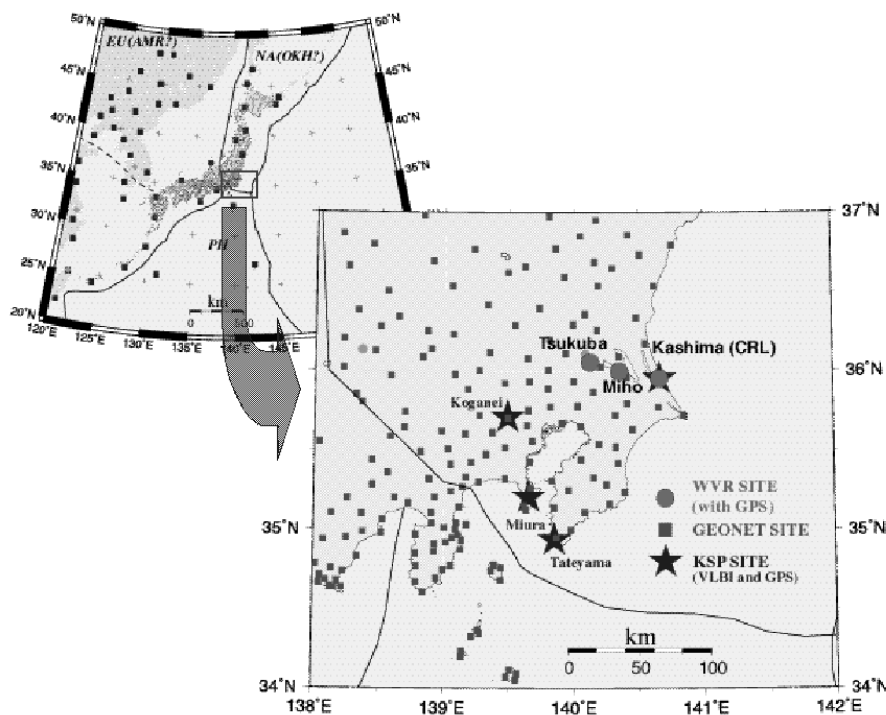 50°N
50°N
EU(AMR?)
NA(OKH?)
45°N
45°N
40°N
40°N
35°N
35°N
30°N
30°N
PH
25°N
25°N
km
0
500
20°N
20°N
120°E
125°E
130°E
135°E
140°E
145°E
37°N
Tsukuba
Kashima (CRL)
Miho
36°N
Koganei
WVR SITE
(with GPS)
GEONET SITE
Miura
35°N
KSP SITE
(VLBI and GPS)
Tateyama
km
0
50
100
34°N
34°N
138°E
139°E
140°E
141°E
142°E
35°N